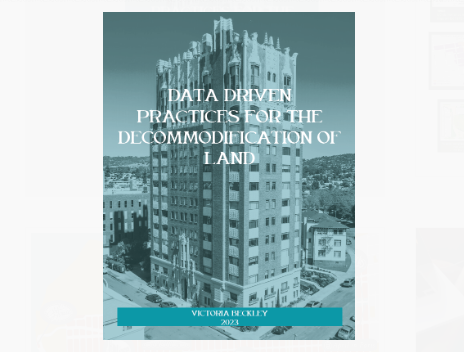 DATA DRIVEN
PRACTICES FOR THE
DECOMMODIFICATION OF
LAND
VICTORIA BECKLEY
2023